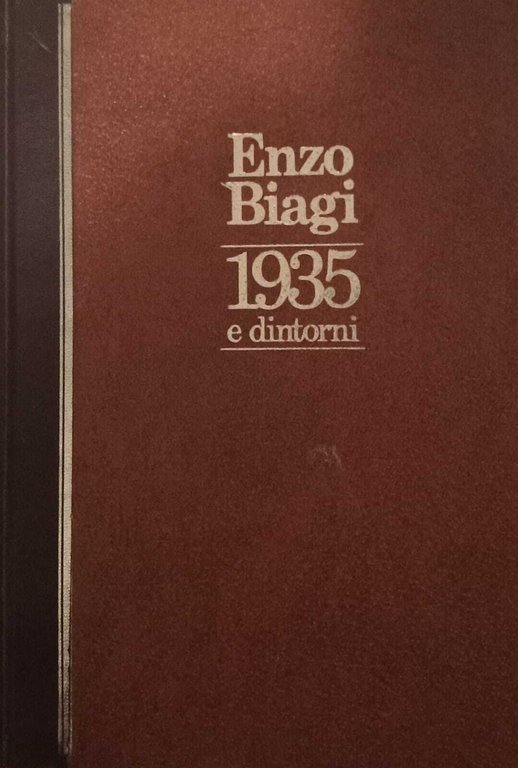 Enzo
Biagi
1935
e dintorni